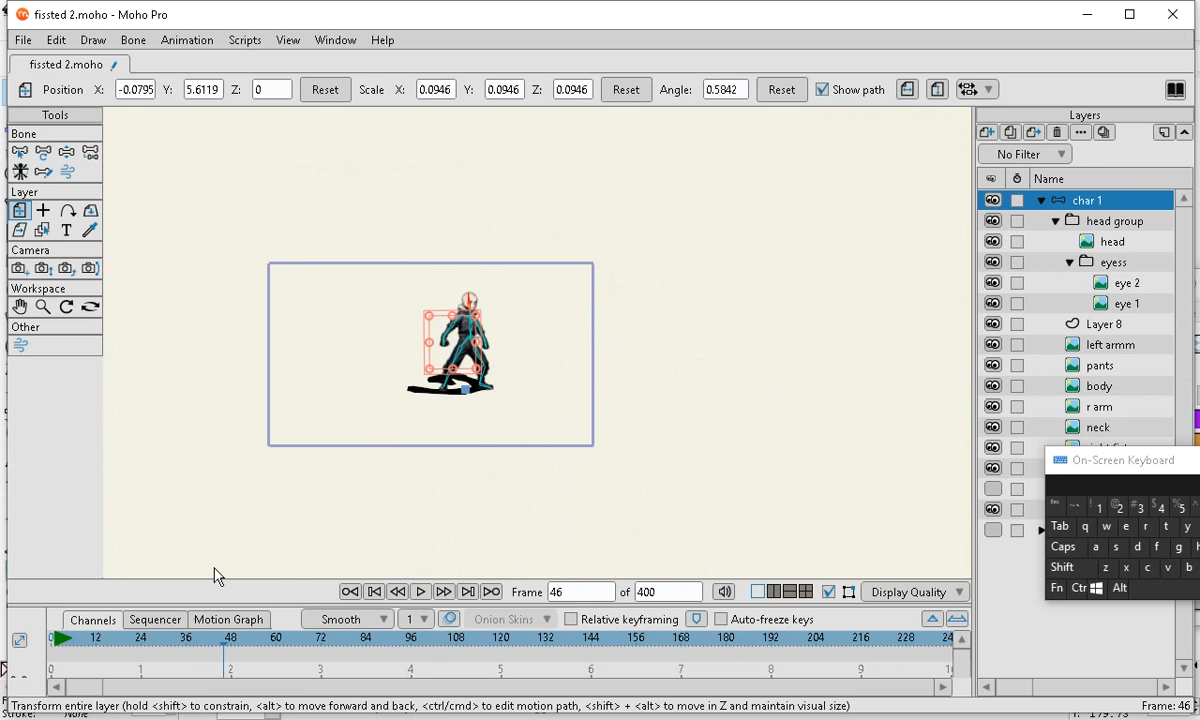 fissted 2.moho - Moho Pro
File Edit Draw Bone Animation Scripts View Window Help
fissted 2.moho
Position X: -0.0795 Y: 5.6119 Z: 0 Reset Scale X: 0.0946 Y: 0.0946 Z: 0.0946 Reset Angle: 0.5842 Reset Show path
Tools
Bone
Layer
T
Camera
Workspace
Other
Layers
No Filter
Name
char 1
head group
head
eyess
eye 2
eye 1
Layer 8
left armm
pants
body
r arm
neck
On-Screen Keyboard
1 2 3 4 5
Tab q w e r t y
Caps a s d f g h
Shift z x c v b
Fn Ctr Alt
Frame 46 of 400 Display Quality
Channels Sequencer Motion Graph Smooth 1 Onion Skins Relative keyframing Auto-freeze keys
0 12 24 36 48 60 72 84 96 108 120 132 144 156 168 180 192 204 216 228 24
0 1 2 3 4 5 6 7 8 9 1
Transform entire layer (hold <shift> to constrain, <alt> to move forward and back, <ctrl/cmd> to edit motion path, <shift> + <alt> to move in Z and maintain visual size) Frame: 46